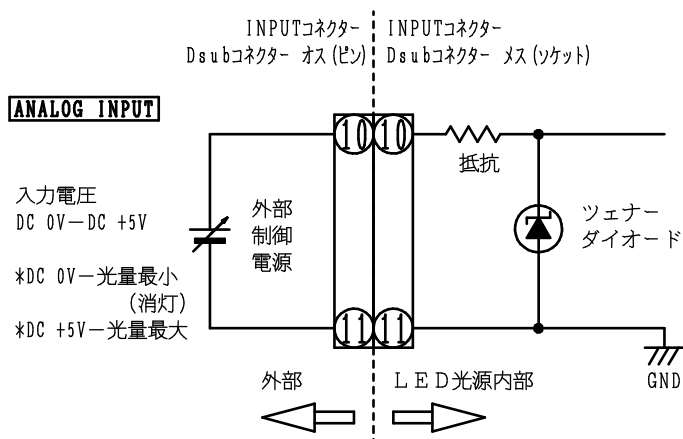 INPUTコネクター
Dsubコネクター オス(ピン)
INPUTコネクター
Dsubコネクター メス(ソケット)
ANALOG INPUT
10
10
抵抗
入力電圧
DC 0V－DC +5V
*DC 0V－光量最小
(消灯)
*DC +5V－光量最大
外部
制御
電源
ツェナー
ダイオード
11
11
外部
ＬＥＤ光源内部
GND